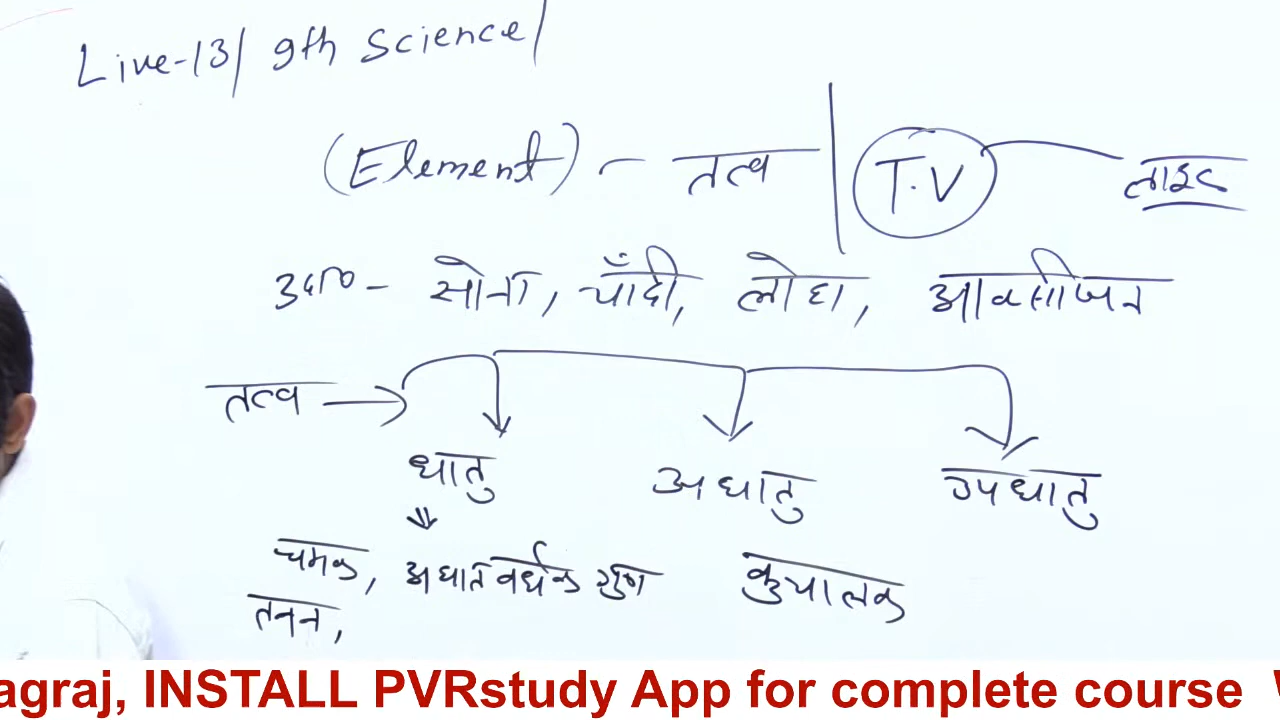 Live-13/ 9th Science/
(Element) - तत्व | T.V लाइट
उदा० - सोना, चाँदी, लोहा, आक्सीजन
तत्व →
धातु अधातु उपधातु
चमक, अघातवर्धक गुण कुचालक
तनन,
agraj, INSTALL PVRstudy App for complete course